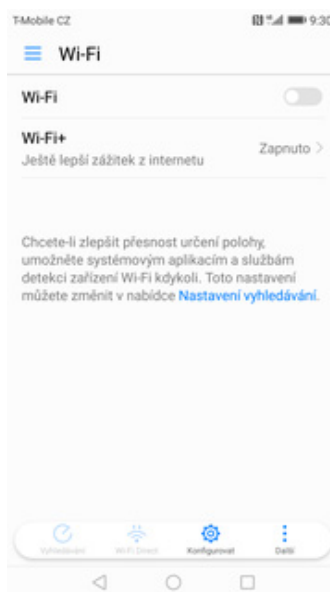 T-Mobile CZ 9:30
Wi-Fi
Wi-Fi
Wi-Fi+
Ještě lepší zážitek z internetu
Zapnuto
Chcete-li zlepšit přesnost určení polohy,
umožněte systémovým aplikacím a službám
detekci zařízení Wi-Fi kdykoli. Toto nastavení
můžete změnit v nabídce Nastavení vyhledávání.
Vyhledávání Wi-Fi Direct Konfigurovat Další